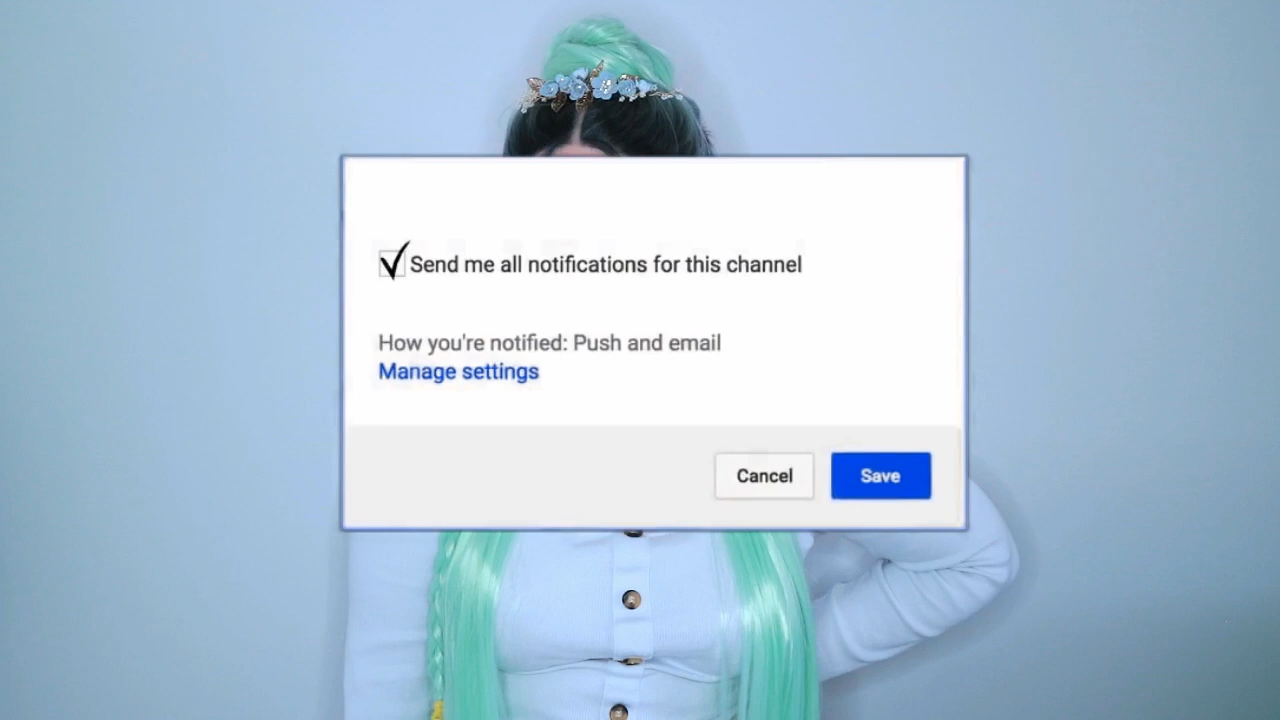 Send me all notifications for this channel
How you're notified: Push and email
Manage settings
Cancel
Save